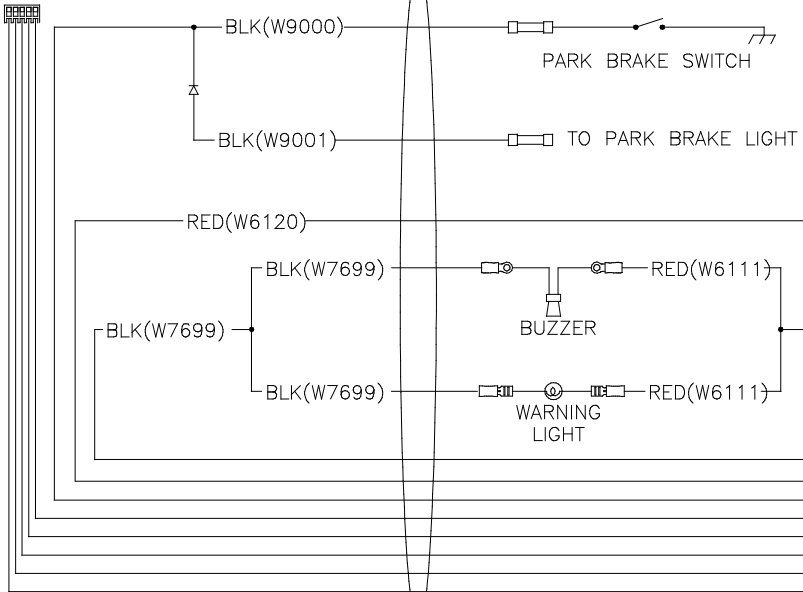 BLK(W9000)
PARK BRAKE SWITCH
BLK(W9001)
TO PARK BRAKE LIGHT
RED(W6120)
BLK(W7699)
RED(W6111)
BUZZER
BLK(W7699)
BLK(W7699)
RED(W6111)
WARNING
LIGHT